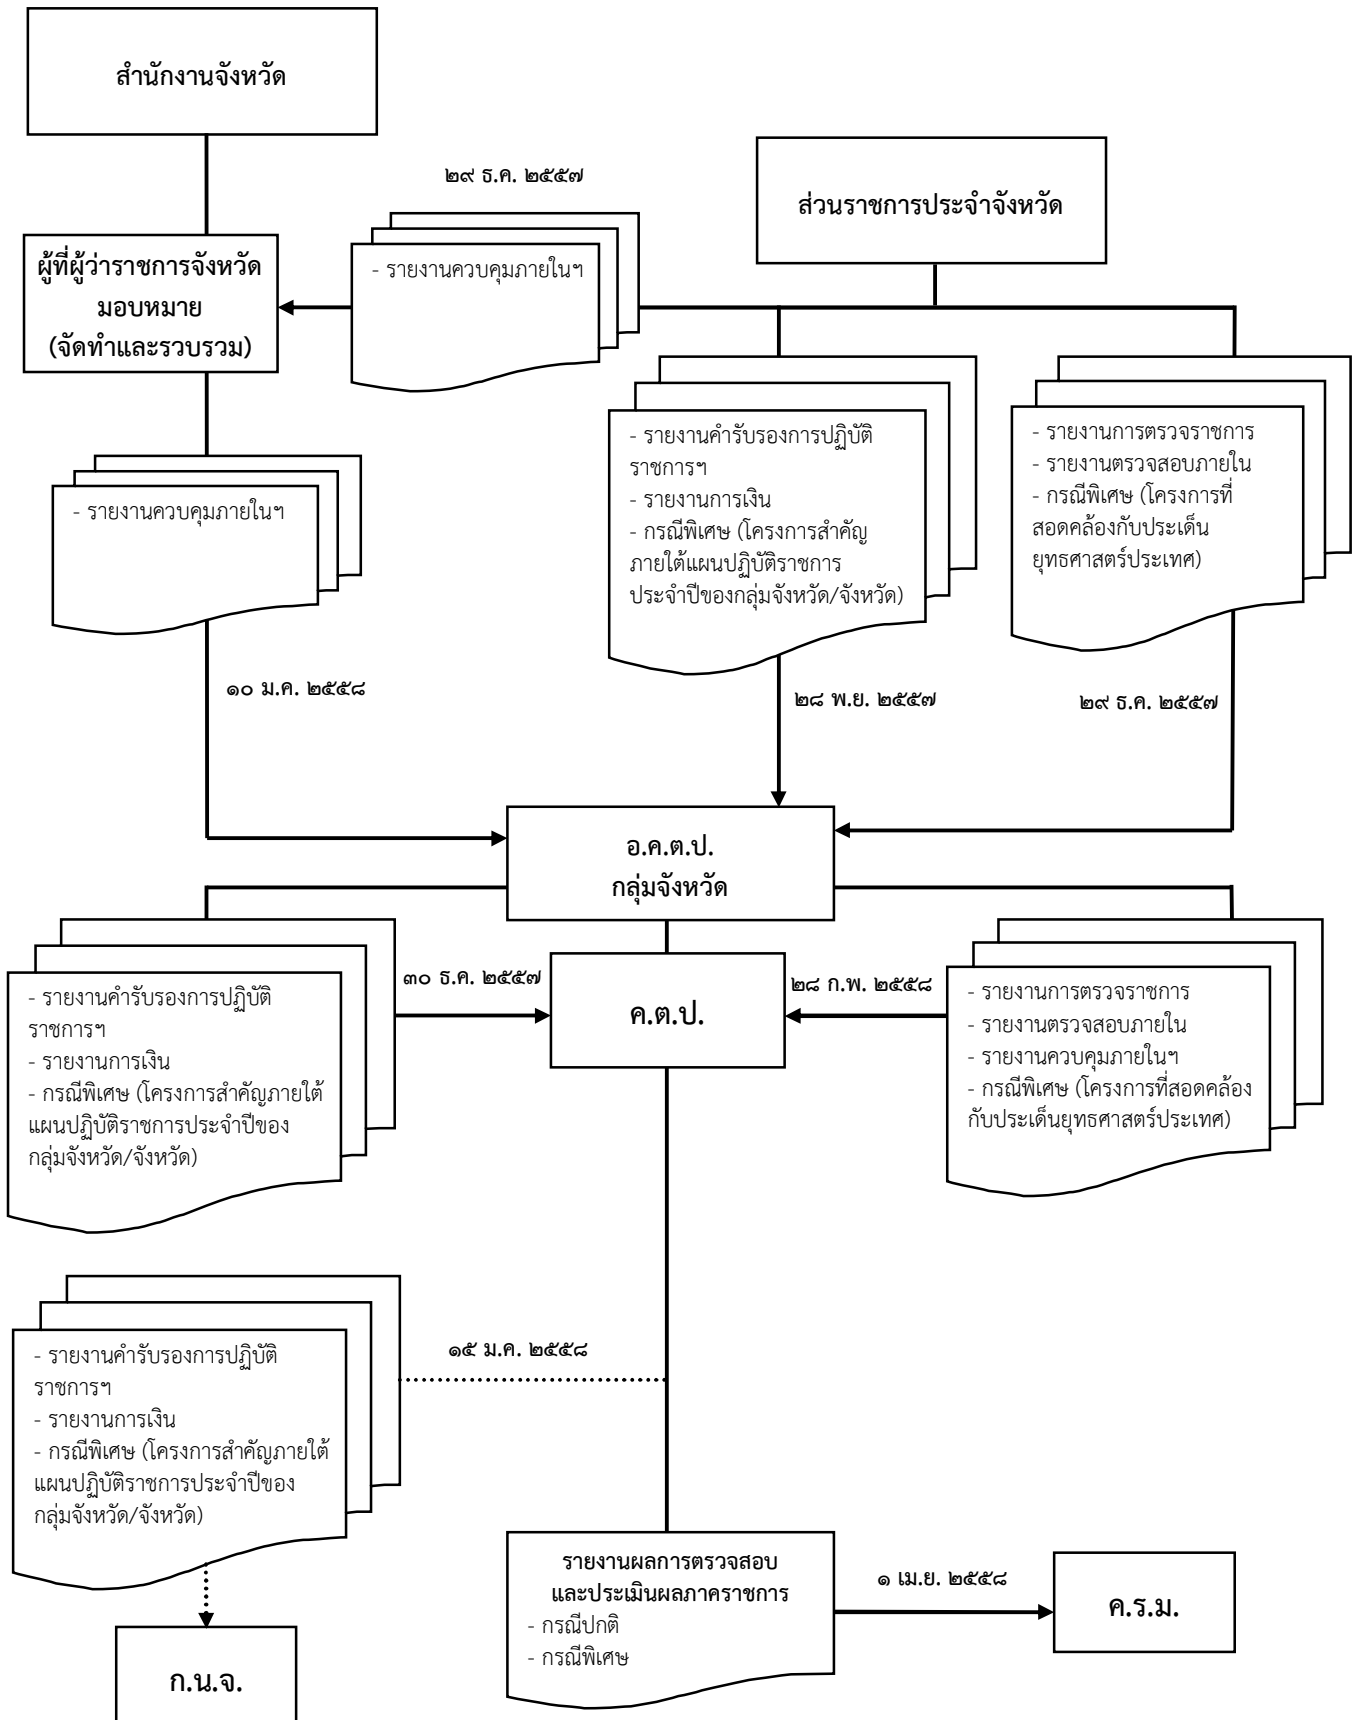 สำนักงานจังหวัด
๒๙ ธ.ค. ๒๕๕๗
ส่วนราชการประจำจังหวัด
ผู้ที่ผู้ว่าราชการจังหวัด
มอบหมาย
(จัดทำและรวบรวม)
- รายงานควบคุมภายในฯ
- รายงานคำรับรองการปฏิบัติ
ราชการฯ
- รายงานการเงิน
- กรณีพิเศษ (โครงการสำคัญ
ภายใต้แผนปฏิบัติราชการ
ประจำปีของกลุ่มจังหวัด/จังหวัด)
- รายงานการตรวจราชการ
- รายงานตรวจสอบภายใน
- กรณีพิเศษ (โครงการที่
สอดคล้องกับประเด็น
ยุทธศาสตร์ประเทศ)
- รายงานควบคุมภายในฯ
๑๐ ม.ค. ๒๕๕๘
๒๘ พ.ย. ๒๕๕๗
๒๙ ธ.ค. ๒๕๕๗
อ.ค.ต.ป.
กลุ่มจังหวัด
- รายงานคำรับรองการปฏิบัติ
ราชการฯ
- รายงานการเงิน
- กรณีพิเศษ (โครงการสำคัญภายใต้
แผนปฏิบัติราชการประจำปีของ
กลุ่มจังหวัด/จังหวัด)
๓๐ ธ.ค. ๒๕๕๗
ค.ต.ป.
๒๘ ก.พ. ๒๕๕๘
- รายงานการตรวจราชการ
- รายงานตรวจสอบภายใน
- รายงานควบคุมภายในฯ
- กรณีพิเศษ (โครงการที่สอดคล้อง
กับประเด็นยุทธศาสตร์ประเทศ)
- รายงานคำรับรองการปฏิบัติ
ราชการฯ
- รายงานการเงิน
- กรณีพิเศษ (โครงการสำคัญภายใต้
แผนปฏิบัติราชการประจำปีของ
กลุ่มจังหวัด/จังหวัด)
๑๕ ม.ค. ๒๕๕๘
รายงานผลการตรวจสอบ
และประเมินผลภาคราชการ
- กรณีปกติ
- กรณีพิเศษ
๑ เม.ย. ๒๕๕๘
ค.ร.ม.
ก.น.จ.